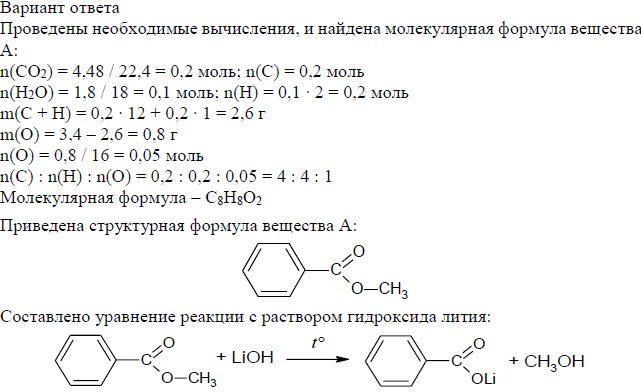 Вариант ответа
Проведены необходимые вычисления, и найдена молекулярная формула вещества
А:
n(CO₂) = 4,48 / 22,4 = 0,2 моль; n(C) = 0,2 моль
n(H₂O) = 1,8 / 18 = 0,1 моль; n(H) = 0,1 · 2 = 0,2 моль
m(C + H) = 0,2 · 12 + 0,2 · 1 = 2,6 г
m(O) = 3,4 – 2,6 = 0,8 г
n(O) = 0,8 / 16 = 0,05 моль
n(C) : n(H) : n(O) = 0,2 : 0,2 : 0,05 = 4 : 4 : 1
Молекулярная формула – C₈H₈O₂
Приведена структурная формула вещества А:
O
C
O–CH₃
Составлено уравнение реакции с раствором гидроксида лития:
O t° O
C + LiOH C + CH₃OH
O–CH₃ OLi